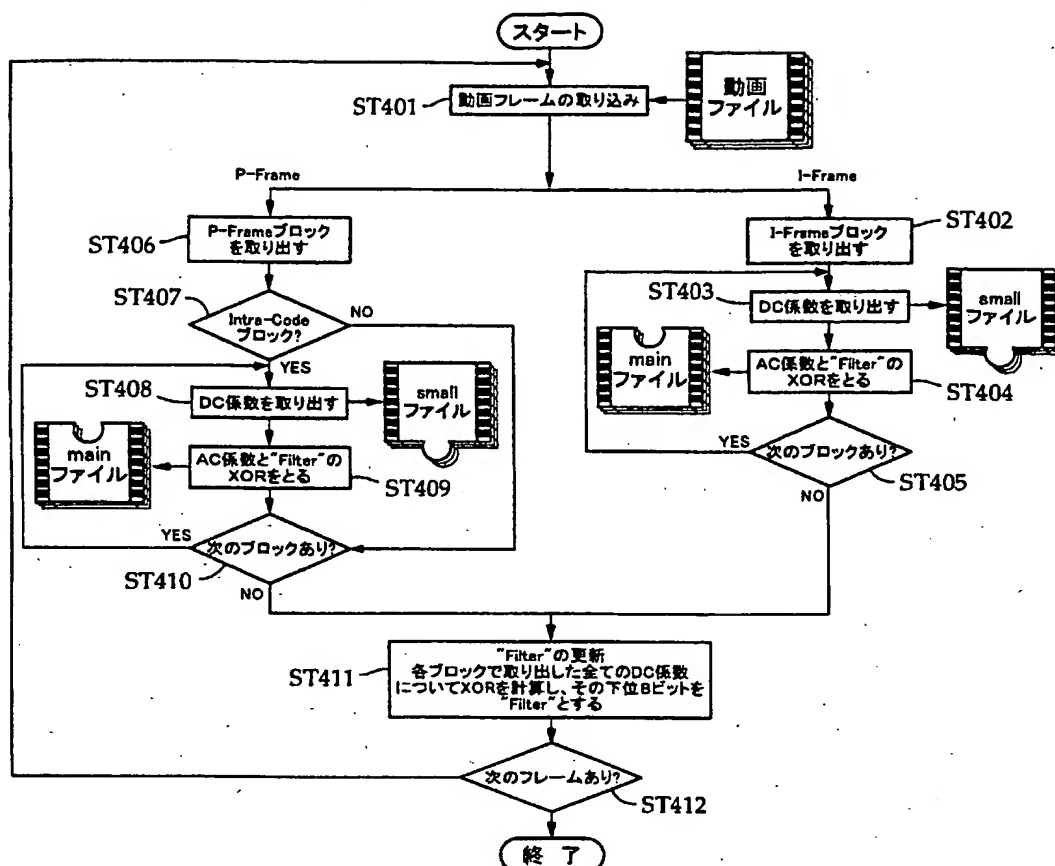 スタート
ST401
動画フレームの取り込み
動画
ファイル
P-Frame
I-Frame
ST406
P-Frameブロック
を取り出す
I-Frameブロック
を取り出す
ST402
ST407
Intra-Code
ブロック?
NO
YES
ST403
DC係数を取り出す
small
ファイル
main
ファイル
AC係数と"Filter"の
XORをとる
ST404
YES
次のブロックあり?
ST405
NO
ST408
DC係数を取り出す
small
ファイル
main
ファイル
AC係数と"Filter"の
XORをとる
ST409
YES
次のブロックあり?
ST410
NO
ST411
"Filter"の更新
各ブロックで取り出した全てのDC係数
についてXORを計算し、その下位8ビットを
"Filter"とする
次のフレームあり?
ST412
終 了